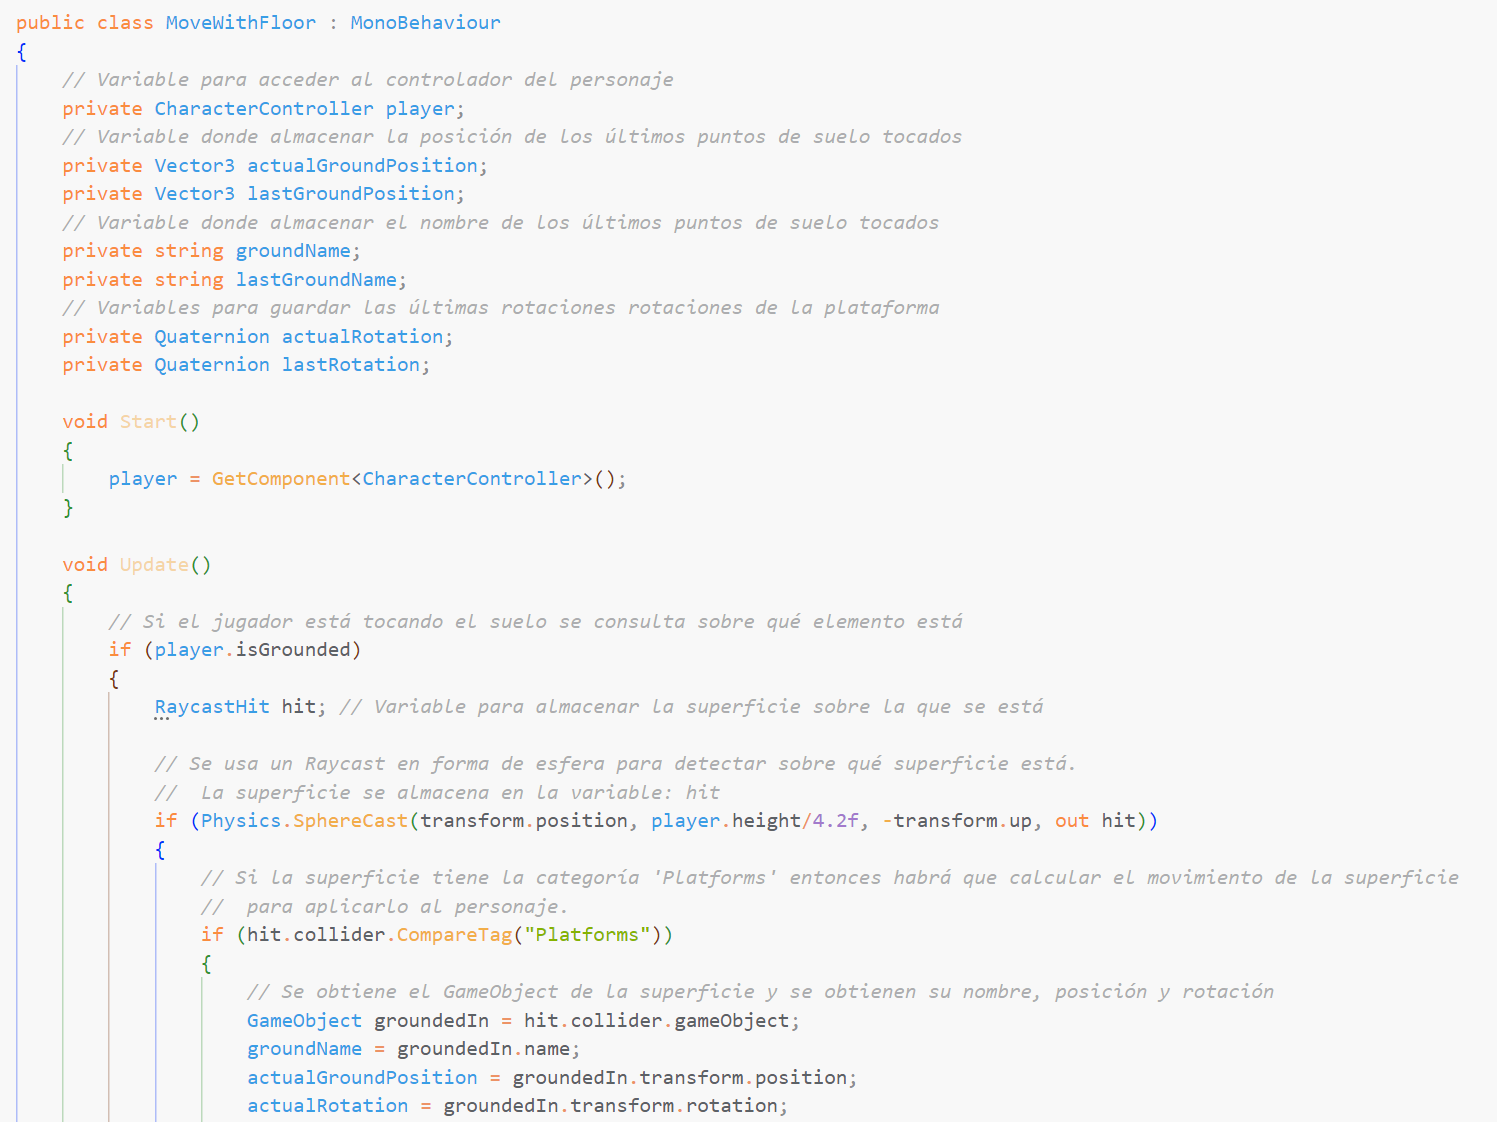 public class MoveWithFloor : MonoBehaviour
{
    // Variable para acceder al controlador del personaje
    private CharacterController player;
    // Variable donde almacenar la posición de los últimos puntos de suelo tocados
    private Vector3 actualGroundPosition;
    private Vector3 lastGroundPosition;
    // Variable donde almacenar el nombre de los últimos puntos de suelo tocados
    private string groundName;
    private string lastGroundName;
    // Variables para guardar las últimas rotaciones rotaciones de la plataforma
    private Quaternion actualRotation;
    private Quaternion lastRotation;

    void Start()
    {
        player = GetComponent<CharacterController>();
    }

    void Update()
    {
        // Si el jugador está tocando el suelo se consulta sobre qué elemento está
        if (player.isGrounded)
        {
            RaycastHit hit; // Variable para almacenar la superficie sobre la que se está

            // Se usa un Raycast en forma de esfera para detectar sobre qué superficie está.
            //  La superficie se almacena en la variable: hit
            if (Physics.SphereCast(transform.position, player.height/4.2f, -transform.up, out hit))
            {
                // Si la superficie tiene la categoría 'Platforms' entonces habrá que calcular el movimiento de la superficie
                //  para aplicarlo al personaje.
                if (hit.collider.CompareTag("Platforms"))
                {
                    // Se obtiene el GameObject de la superficie y se obtienen su nombre, posición y rotación
                    GameObject groundedIn = hit.collider.gameObject;
                    groundName = groundedIn.name;
                    actualGroundPosition = groundedIn.transform.position;
                    actualRotation = groundedIn.transform.rotation;